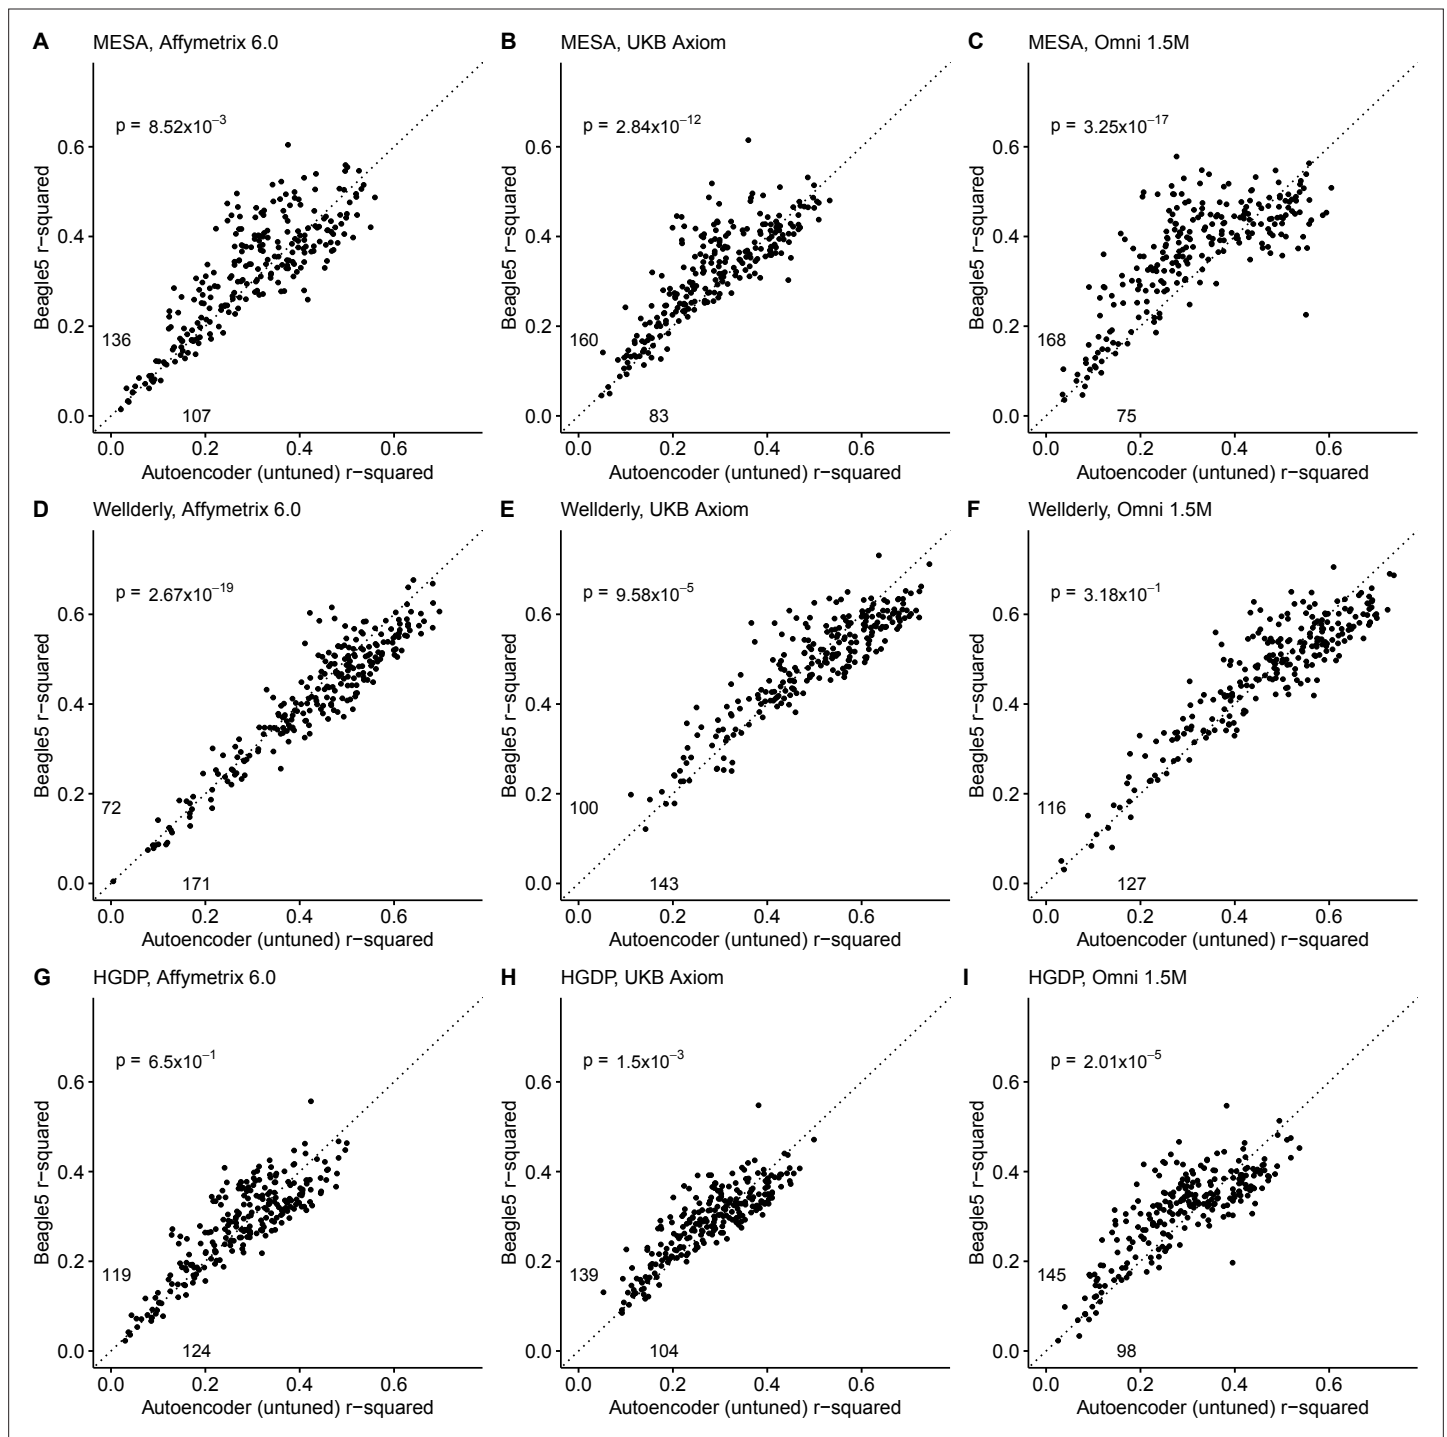 A MESA, Affymetrix 6.0
p = 8.52x10−3
Beagle5 r−squared
0.6
0.4
0.2
0.0
136
107
0.0 0.2 0.4 0.6
Autoencoder (untuned) r−squared
B MESA, UKB Axiom
p = 2.84x10−12
Beagle5 r−squared
0.6
0.4
0.2
0.0
160
83
0.0 0.2 0.4 0.6
Autoencoder (untuned) r−squared
C MESA, Omni 1.5M
p = 3.25x10−17
Beagle5 r−squared
0.6
0.4
0.2
0.0
168
75
0.0 0.2 0.4 0.6
Autoencoder (untuned) r−squared
D Wellderly, Affymetrix 6.0
p = 2.67x10−19
Beagle5 r−squared
0.6
0.4
0.2
0.0
72
171
0.0 0.2 0.4 0.6
Autoencoder (untuned) r−squared
E Wellderly, UKB Axiom
p = 9.58x10−5
Beagle5 r−squared
0.6
0.4
0.2
0.0
100
143
0.0 0.2 0.4 0.6
Autoencoder (untuned) r−squared
F Wellderly, Omni 1.5M
p = 3.18x10−1
Beagle5 r−squared
0.6
0.4
0.2
0.0
116
127
0.0 0.2 0.4 0.6
Autoencoder (untuned) r−squared
G HGDP, Affymetrix 6.0
p = 6.5x10−1
Beagle5 r−squared
0.6
0.4
0.2
0.0
119
124
0.0 0.2 0.4 0.6
Autoencoder (untuned) r−squared
H HGDP, UKB Axiom
p = 1.5x10−3
Beagle5 r−squared
0.6
0.4
0.2
0.0
139
104
0.0 0.2 0.4 0.6
Autoencoder (untuned) r−squared
I HGDP, Omni 1.5M
p = 2.01x10−5
Beagle5 r−squared
0.6
0.4
0.2
0.0
145
98
0.0 0.2 0.4 0.6
Autoencoder (untuned) r−squared